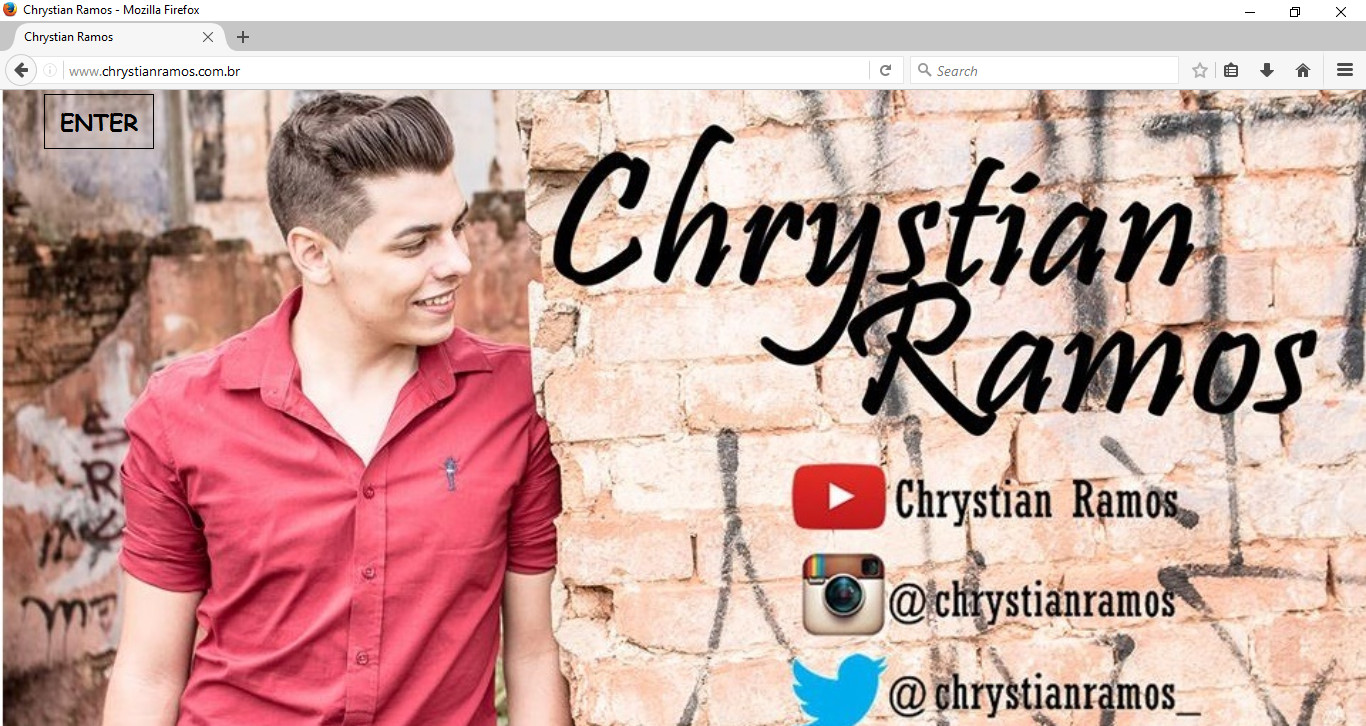 Chrystian Ramos - Mozilla Firefox
Chrystian Ramos
www.chrystianramos.com.br
Search
ENTER
Chrystian
Ramos
Chrystian Ramos
@chrystianramos
@chrystianramos_